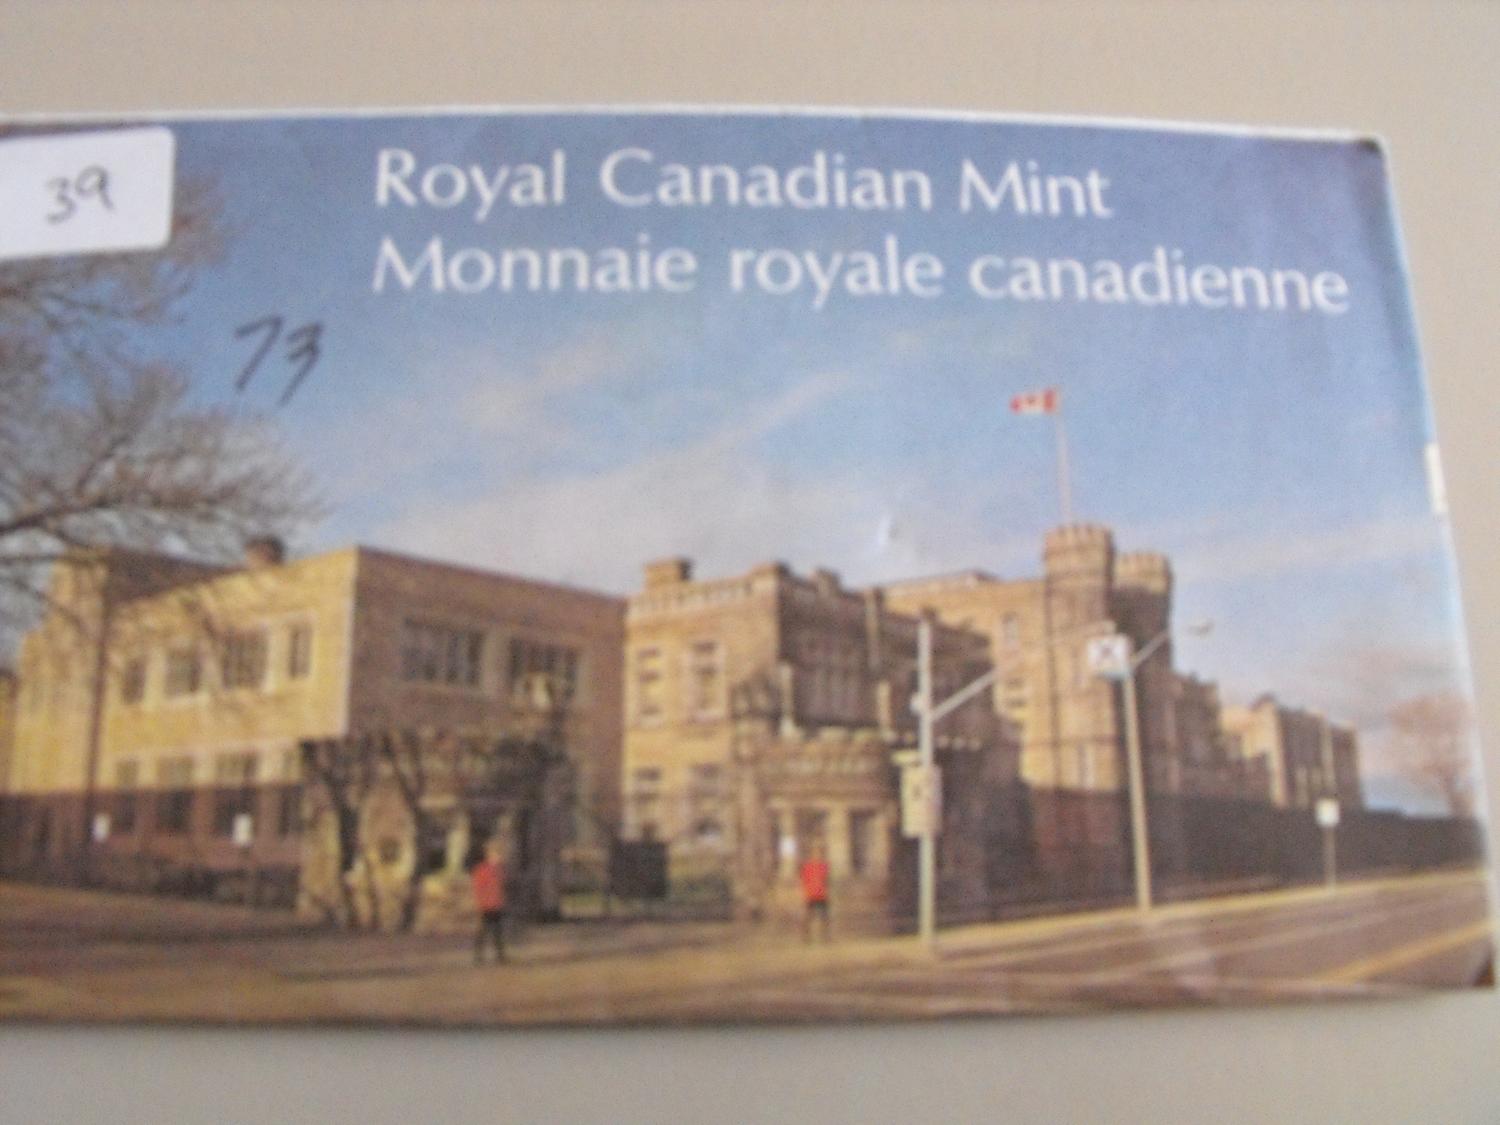 39
Royal Canadian Mint
Monnaie royale canadienne
73